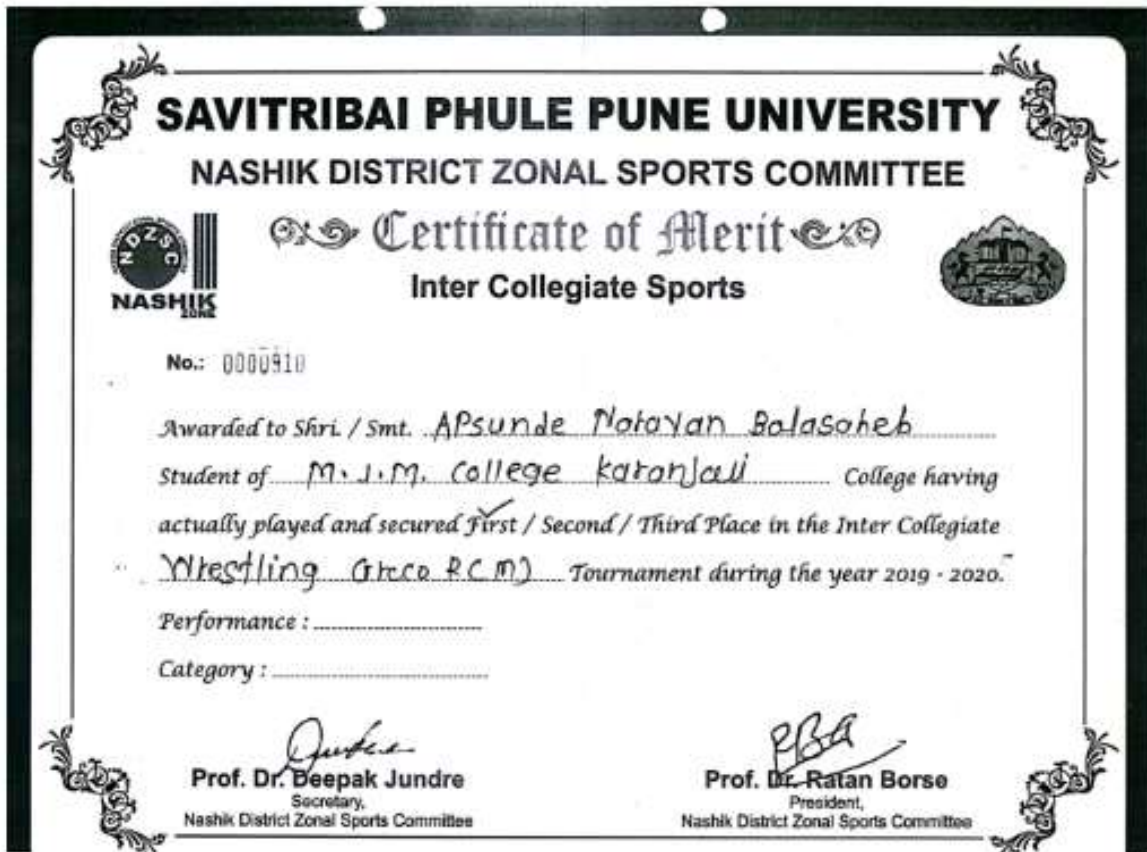 SAVITRIBAI PHULE PUNE UNIVERSITY
NASHIK DISTRICT ZONAL SPORTS COMMITTEE
Certificate of Merit
Inter Collegiate Sports
NDZSC
NASHIK
ZONE
No.: 0000910
Awarded to Shri. / Smt. APsunde Narayan Balasaheb
Student of M.J.M. College Karanjali College having
actually played and secured First / Second / Third Place in the Inter Collegiate
Wrestling Greco R(M) Tournament during the year 2019 - 2020.
Performance :
Category :
Prof. Dr. Deepak Jundre
Secretary,
Nashik District Zonal Sports Committee
Prof. Dr. Ratan Borse
President,
Nashik District Zonal Sports Committee